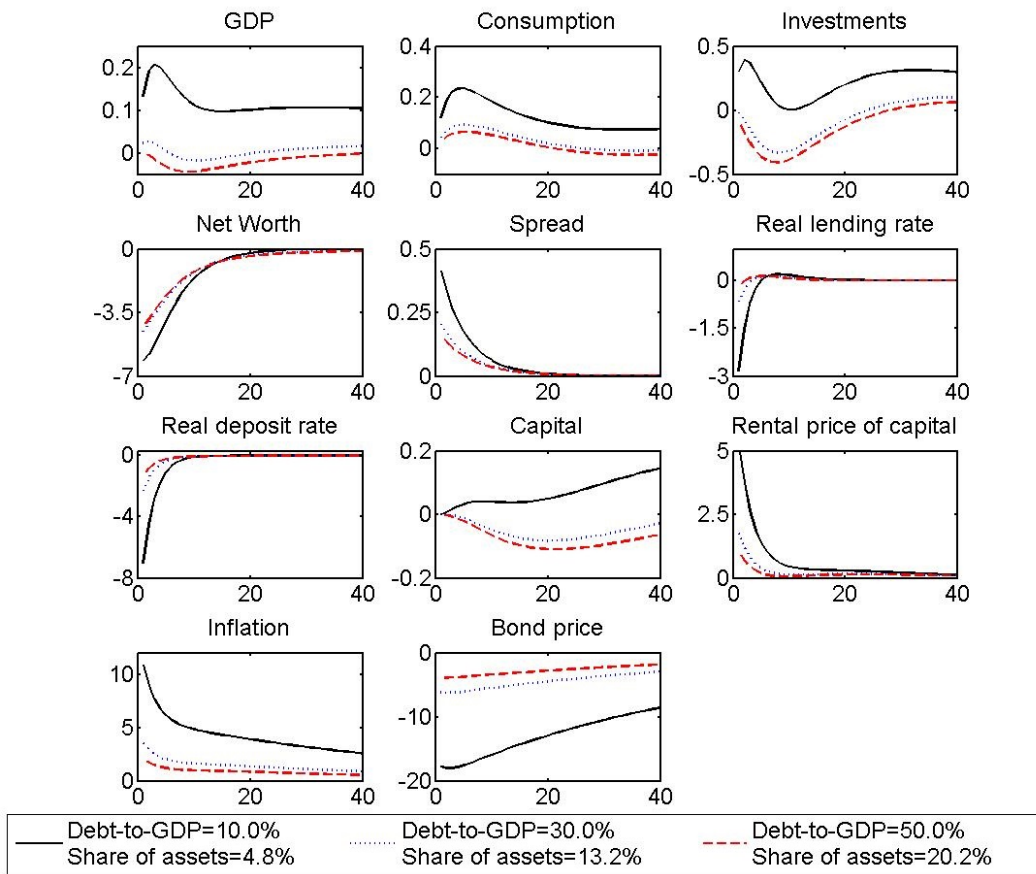 GDP
Consumption
Investments
0.2
0.1
0
0 20 40
0.4
0.2
0
0 20 40
0.5
0
-0.5
0 20 40
Net Worth
Spread
Real lending rate
0
-3.5
-7
0 20 40
0.5
0.25
0
0 20 40
0
-1.5
-3
0 20 40
Real deposit rate
Capital
Rental price of capital
0
-4
-8
0 20 40
0.2
0
-0.2
0 20 40
5
2.5
0
0 20 40
Inflation
Bond price
10
5
0
0 20 40
0
-10
-20
0 20 40
Debt-to-GDP=10.0%
Share of assets=4.8%
Debt-to-GDP=30.0%
Share of assets=13.2%
Debt-to-GDP=50.0%
Share of assets=20.2%